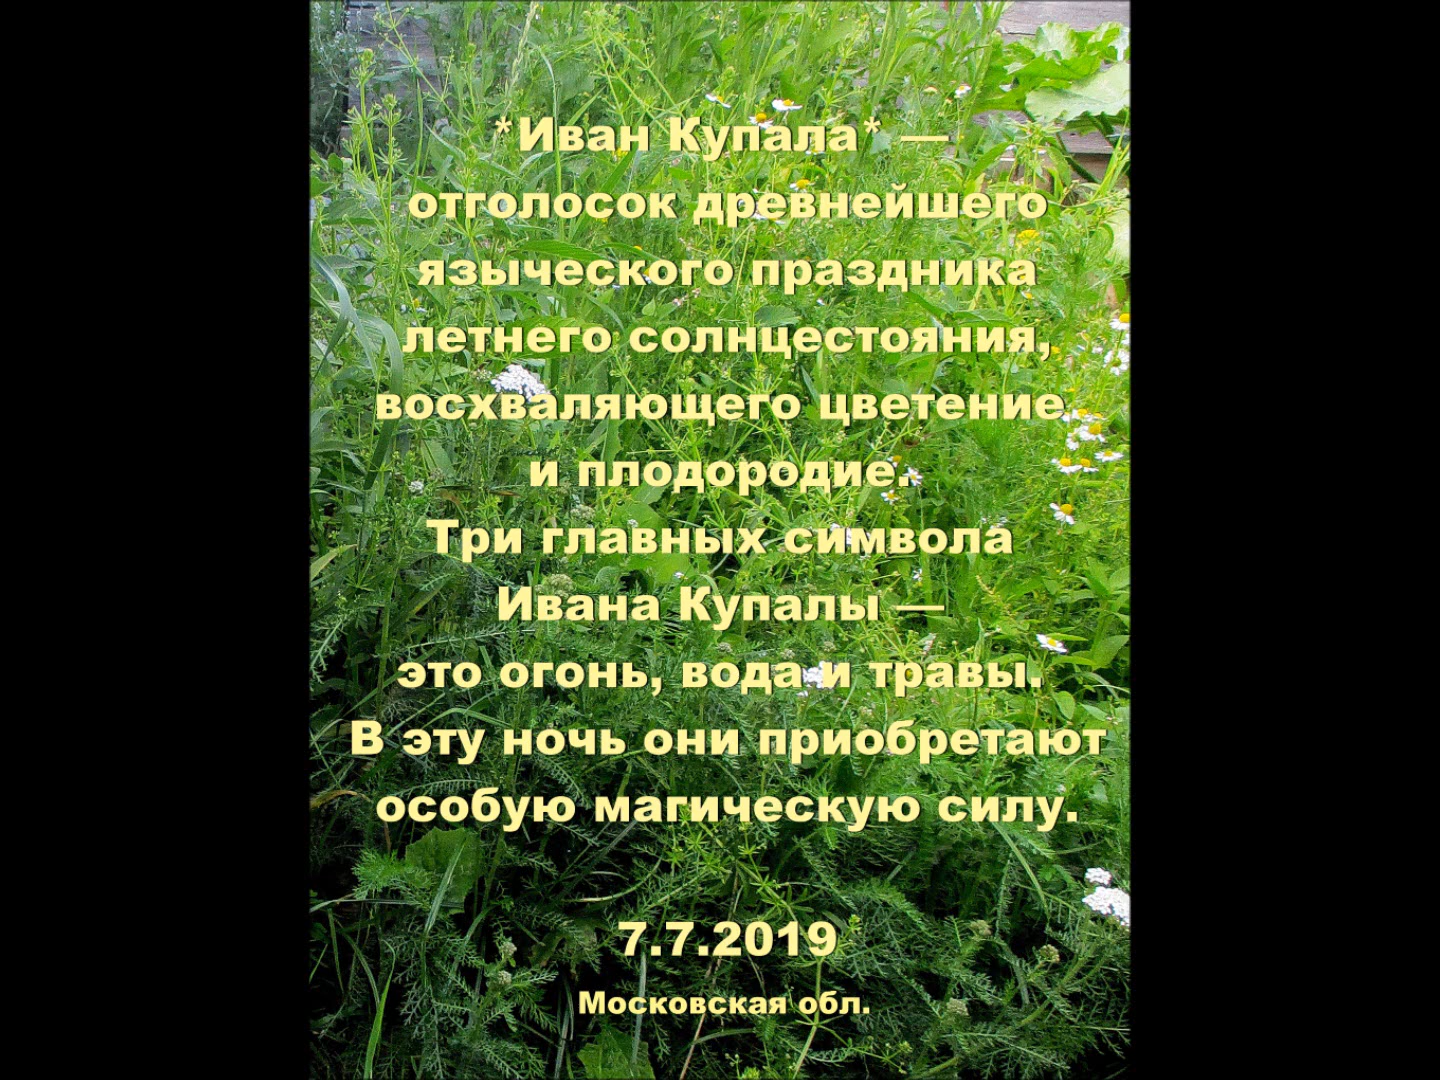 *Иван Купала* —
отголосок древнейшего
языческого праздника
летнего солнцестояния,
восхваляющего цветение
и плодородие.
Три главных символа
Ивана Купалы —
это огонь, вода и травы.
В эту ночь они приобретают
особую магическую силу.
7.7.2019
Московская обл.